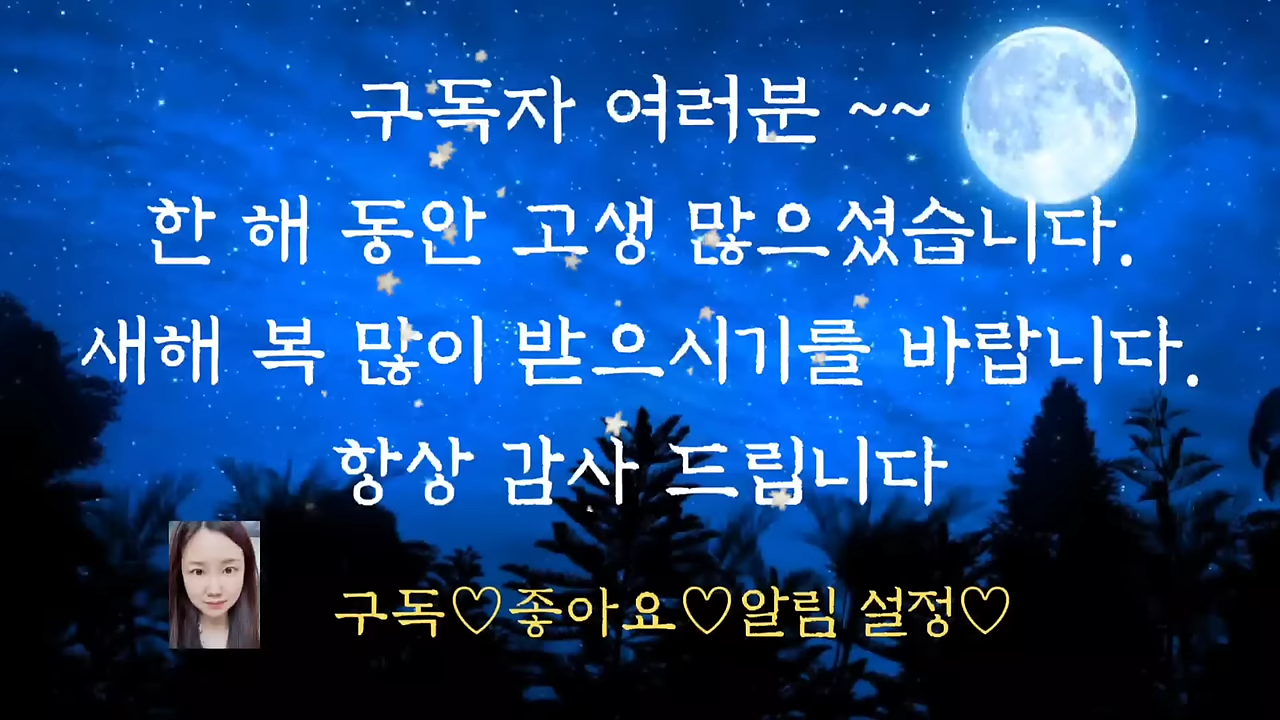 구독자 여러분 ~~
한 해 동안 고생 많으셨습니다.
새해 복 많이 받으시기를 바랍니다.
항상 감사 드립니다
구독♡좋아요♡알림 설정♡